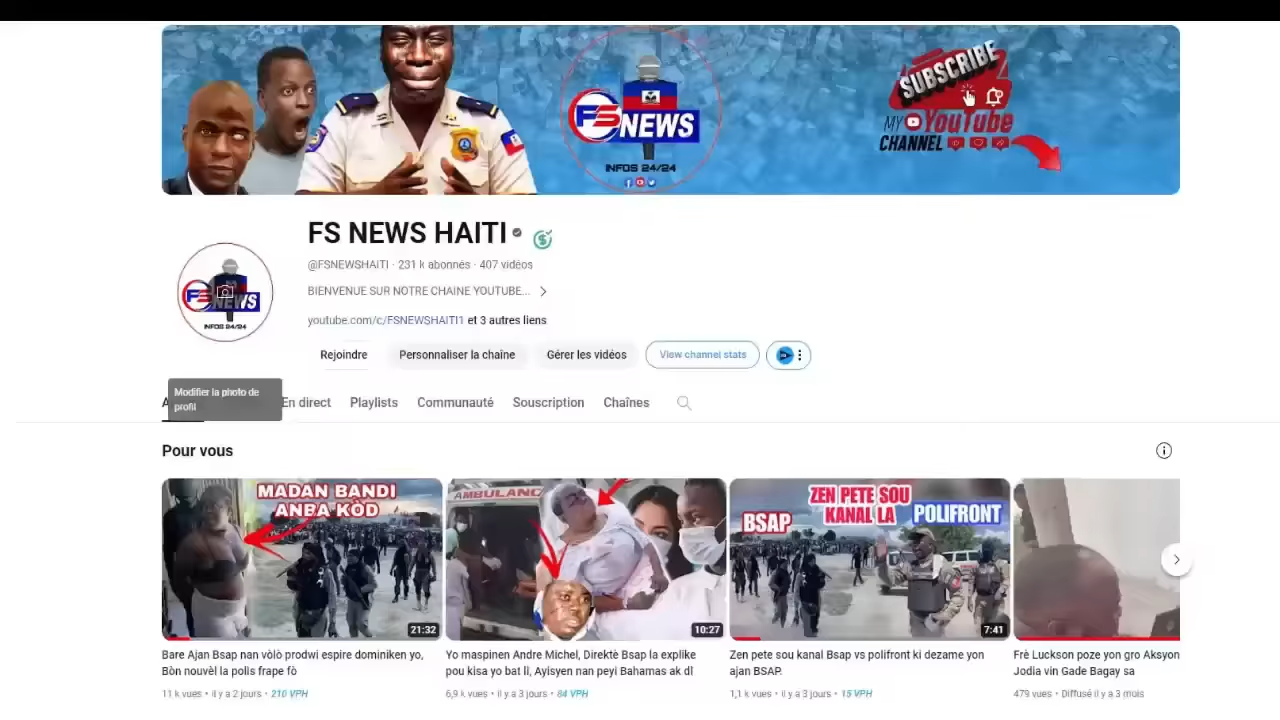 SUBSCRIBE
MY YouTube
CHANNEL
FS NEWS
INFOS 24/24
FS NEWS HAITI
@FSNEWSHAITI · 231 k abonnés · 407 vidéos
BIENVENUE SUR NOTRE CHAINE YOUTUBE...
youtube.com/c/FSNEWSHAITI1 et 3 autres liens
FS NEWS
INFOS 24/24
Rejoindre
Personnaliser la chaîne
Gérer les vidéos
View channel stats
Modifier la photo de
profil
En direct
Playlists
Communauté
Souscription
Chaînes
Pour vous
MADAN BANDI
ANBA KÒD
21:32
AMBULANC
10:27
ZEN PETE SOU
KANAL LA
BSAP
POLIFRONT
7:41
Bare Ajan Bsap nan vòlò prodwi espire dominiken yo,
Bòn nouvèl la polis frape fò
11 k vues • il y a 2 jours • 210 VPH
Yo maspinen Andre Michel, Direktè Bsap la eksplike
pou kisa yo bat li, Ayisyen nan peyi Bahamas ak dl
6,9 k vues • il y a 3 jours • 84 VPH
Zen pete sou kanal Bsap vs polifront ki dezame yon
ajan BSAP.
1,1 k vues • il y a 3 jours • 15 VPH
Frè Luckson poze yon gro Aksyon
Jodia vin Gade Bagay sa
479 vues • Diffusé il y a 3 mois